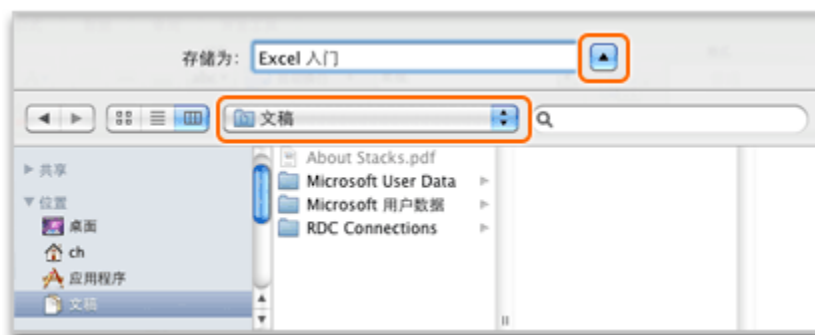 存储为: Excel 入门
文稿
About Stacks.pdf
共享
Microsoft User Data
位置
Microsoft 用户数据
桌面
RDC Connections
ch
应用程序
文稿